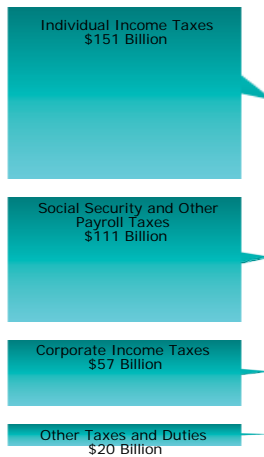 Individual Income Taxes
$151 Billion
Social Security and Other
Payroll Taxes
$111 Billion
Corporate Income Taxes
$57 Billion
Other Taxes and Duties
$20 Billion